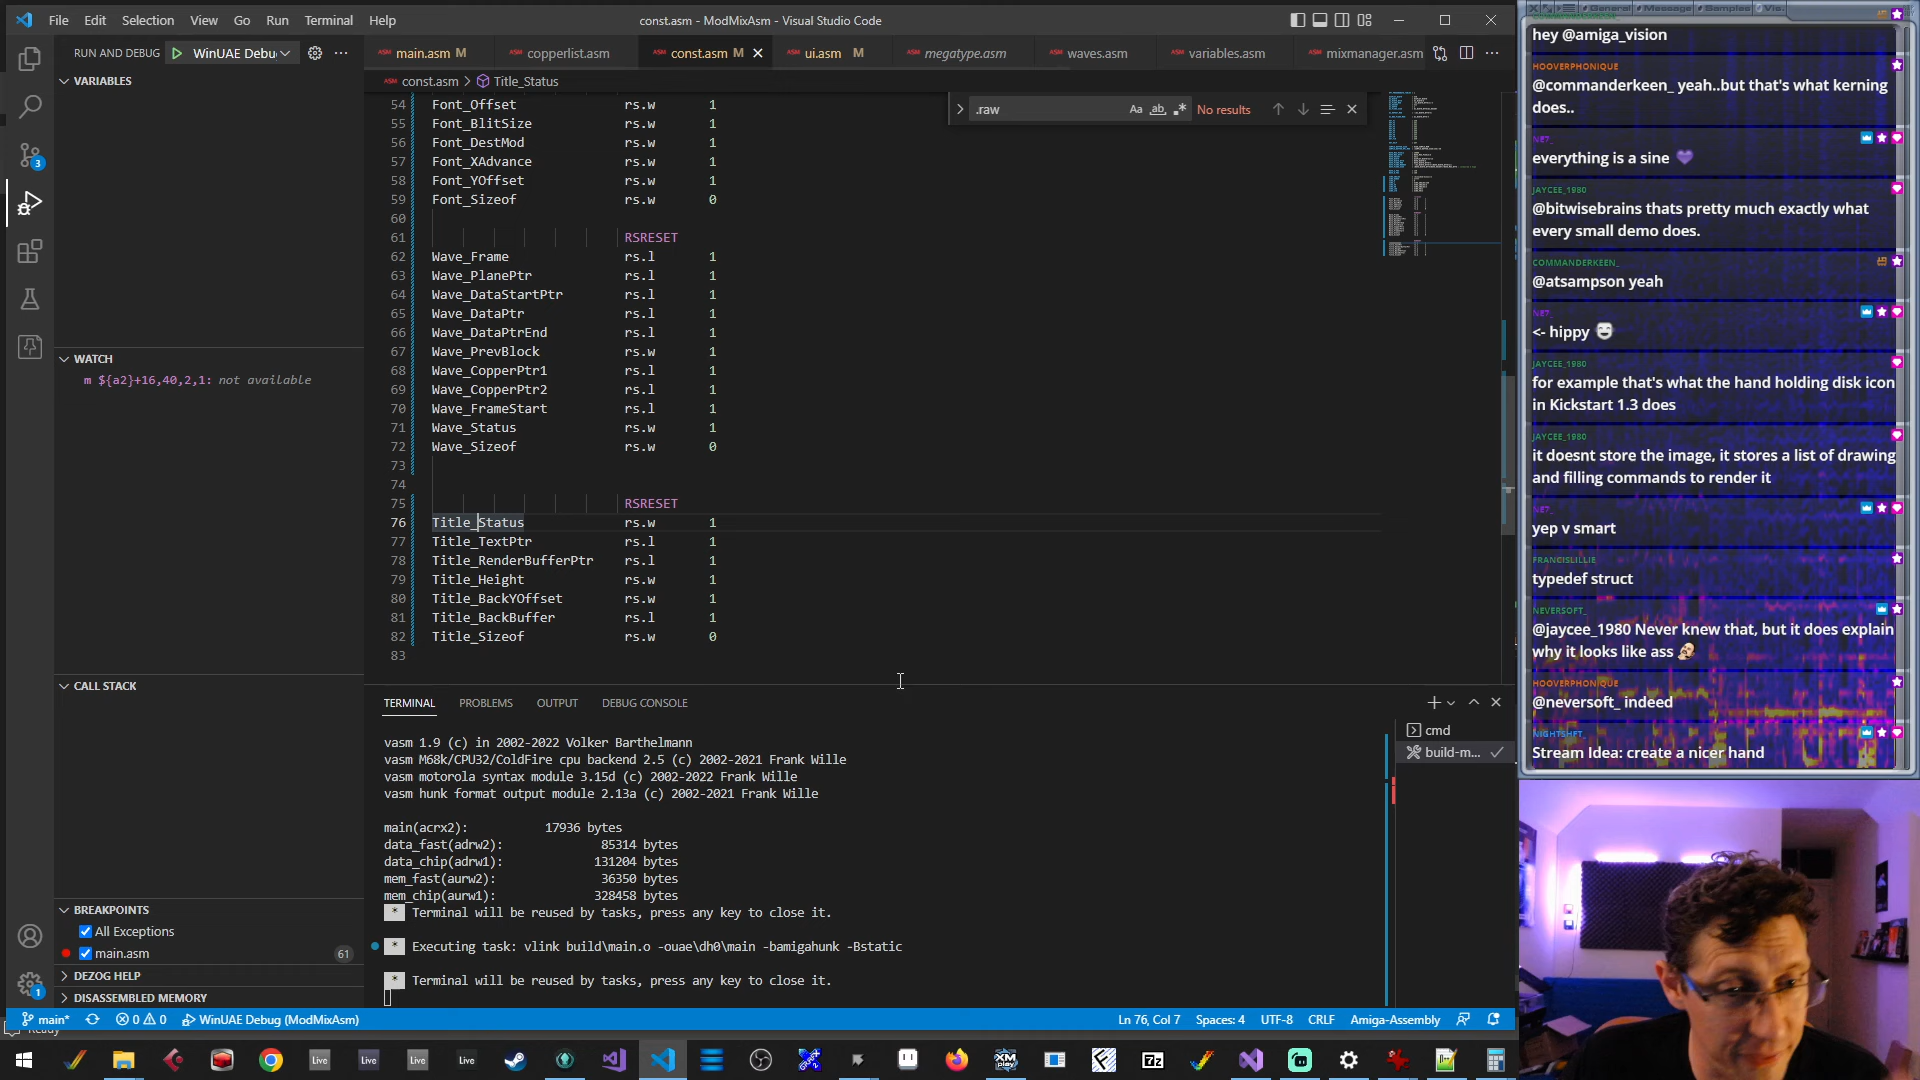 File Edit Selection View Go Run Terminal Help
const.asm - ModMixAsm - Visual Studio Code
RUN AND DEBUG WinUAE Debu
main.asm M copperlist.asm const.asm M ui.asm M megatype.asm waves.asm variables.asm mixmanager.asm
const.asm > Title_Status
VARIABLES
WATCH
m ${a2}+16,40,2,1: not available
CALL STACK
BREAKPOINTS
All Exceptions
main.asm 61
DEZOG HELP
DISASSEMBLED MEMORY
.raw Aa ab No results
54 Font_Offset rs.w 1
55 Font_BlitSize rs.w 1
56 Font_DestMod rs.w 1
57 Font_XAdvance rs.w 1
58 Font_YOffset rs.w 1
59 Font_Sizeof rs.w 0
60
61 RSRESET
62 Wave_Frame rs.l 1
63 Wave_PlanePtr rs.l 1
64 Wave_DataStartPtr rs.l 1
65 Wave_DataPtr rs.l 1
66 Wave_DataPtrEnd rs.l 1
67 Wave_PrevBlock rs.w 1
68 Wave_CopperPtr1 rs.l 1
69 Wave_CopperPtr2 rs.l 1
70 Wave_FrameStart rs.l 1
71 Wave_Status rs.w 1
72 Wave_Sizeof rs.w 0
73
74
75 RSRESET
76 Title_Status rs.w 1
77 Title_TextPtr rs.l 1
78 Title_RenderBufferPtr rs.l 1
79 Title_Height rs.w 1
80 Title_BackYOffset rs.w 1
81 Title_BackBuffer rs.l 1
82 Title_Sizeof rs.w 0
83
TERMINAL PROBLEMS OUTPUT DEBUG CONSOLE
cmd
build-m...
vasm 1.9 (c) in 2002-2022 Volker Barthelmann
vasm M68k/CPU32/ColdFire cpu backend 2.5 (c) 2002-2021 Frank Wille
vasm motorola syntax module 3.15d (c) 2002-2022 Frank Wille
vasm hunk format output module 2.13a (c) 2002-2021 Frank Wille
main(acrx2): 17936 bytes
data_fast(adrw2): 85314 bytes
data_chip(adrw1): 131204 bytes
mem_fast(aurw2): 36350 bytes
mem_chip(aurw1): 328458 bytes
* Terminal will be reused by tasks, press any key to close it.
* Executing task: vlink build\main.o -ouae\dh0\main -bamigahunk -Bstatic
* Terminal will be reused by tasks, press any key to close it.
main* 0 0 WinUAE Debug (ModMixAsm)
Ln 76, Col 7 Spaces: 4 UTF-8 CRLF Amiga-Assembly
hey @amiga_vision
HOOVERPHONIQUE
@commanderkeen_ yeah..but that's what kerning does..
NE7_
everything is a sine
JAYCEE_1980
@bitwisebrains thats pretty much exactly what every small demo does.
COMMANDERKEEN_
@atsampson yeah
NE7_
<- hippy
JAYCEE_1980
for example that's what the hand holding disk icon in Kickstart 1.3 does
JAYCEE_1980
it doesnt store the image, it stores a list of drawing and filling commands to render it
NE7_
yep v smart
FRANCISLILLIE
typedef struct
NEVERSOFT_
@jaycee_1980 Never knew that, but it does explain why it looks like ass
HOOVERPHONIQUE
@neversoft_ indeed
NIGHTSHFT_
Stream Idea: create a nicer hand
Live Live Live Live
XM play
7z